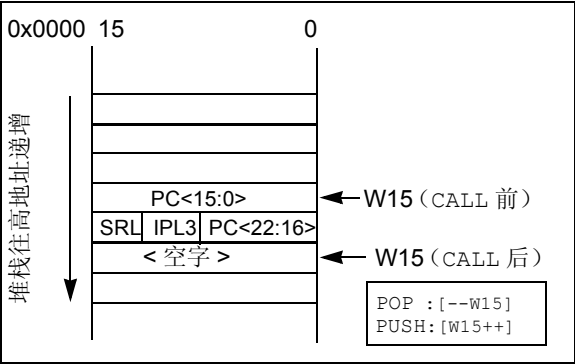 0x0000 15 0
堆栈往高地址递增
PC<15:0>
W15（CALL 前）
SRL IPL3 PC<22:16>
< 空字 >
W15（CALL 后）
POP :[--W15]
PUSH:[W15++]